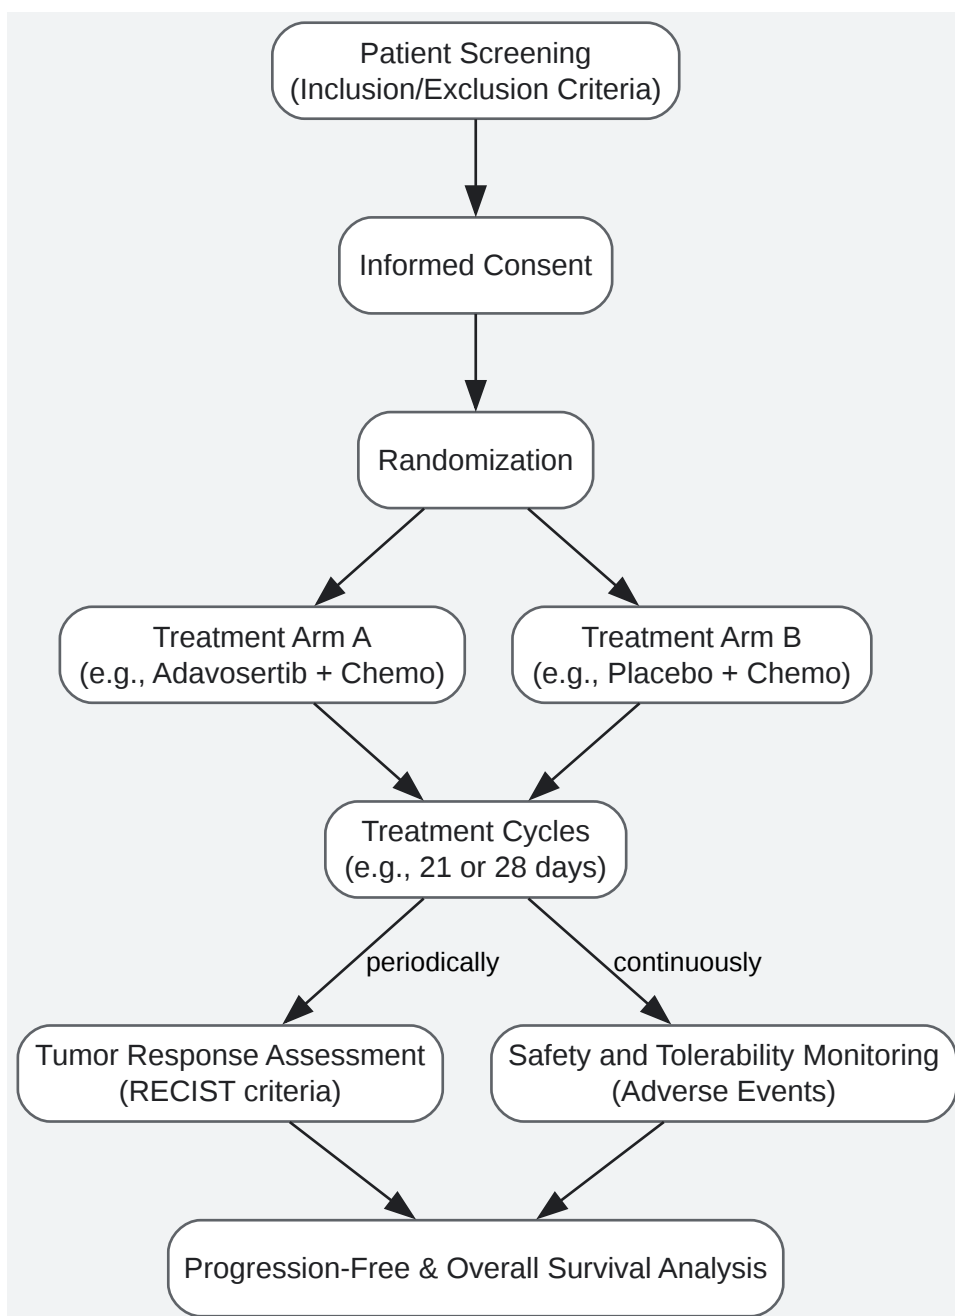 Patient Screening
(Inclusion/Exclusion Criteria)
Informed Consent
Randomization
Treatment Arm A
(e.g., Adavosertib + Chemo)
Treatment Arm B
(e.g., Placebo + Chemo)
Treatment Cycles
(e.g., 21 or 28 days)
periodically
continuously
Tumor Response Assessment
(RECIST criteria)
Safety and Tolerability Monitoring
(Adverse Events)
Progression-Free & Overall Survival Analysis